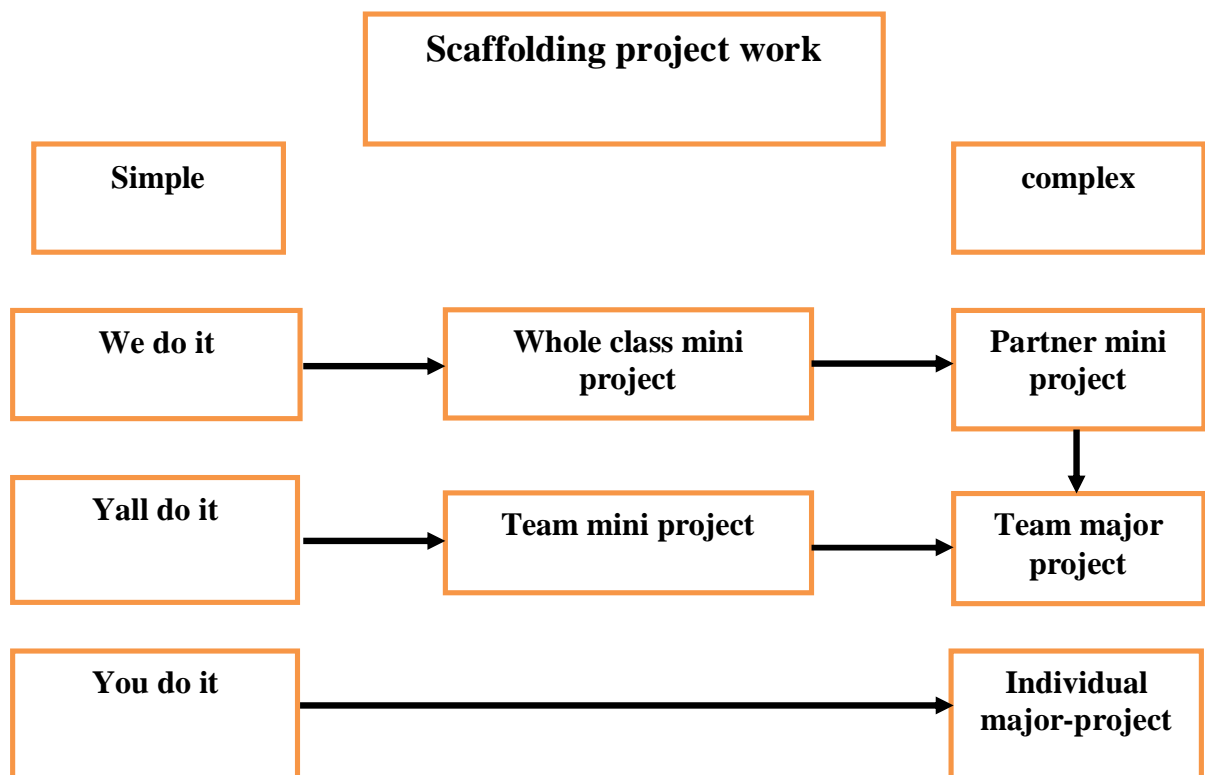 Scaffolding project work
Simple
complex
We do it
Whole class mini
project
Partner mini
project
Yall do it
Team mini project
Team major
project
You do it
Individual
major-project